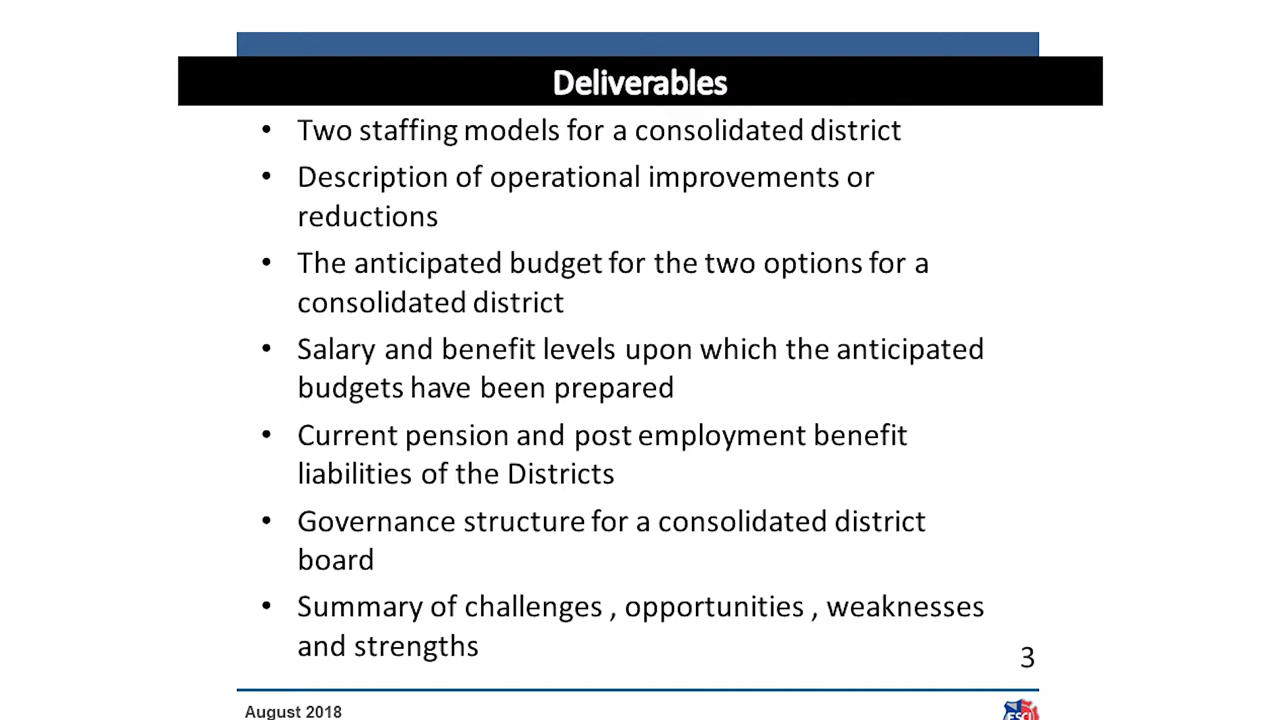 Deliverables
• Two staffing models for a consolidated district
• Description of operational improvements or
reductions
• The anticipated budget for the two options for a
consolidated district
• Salary and benefit levels upon which the anticipated
budgets have been prepared
• Current pension and post employment benefit
liabilities of the Districts
• Governance structure for a consolidated district
board
• Summary of challenges , opportunities , weaknesses
and strengths
3
August 2018
ESCI